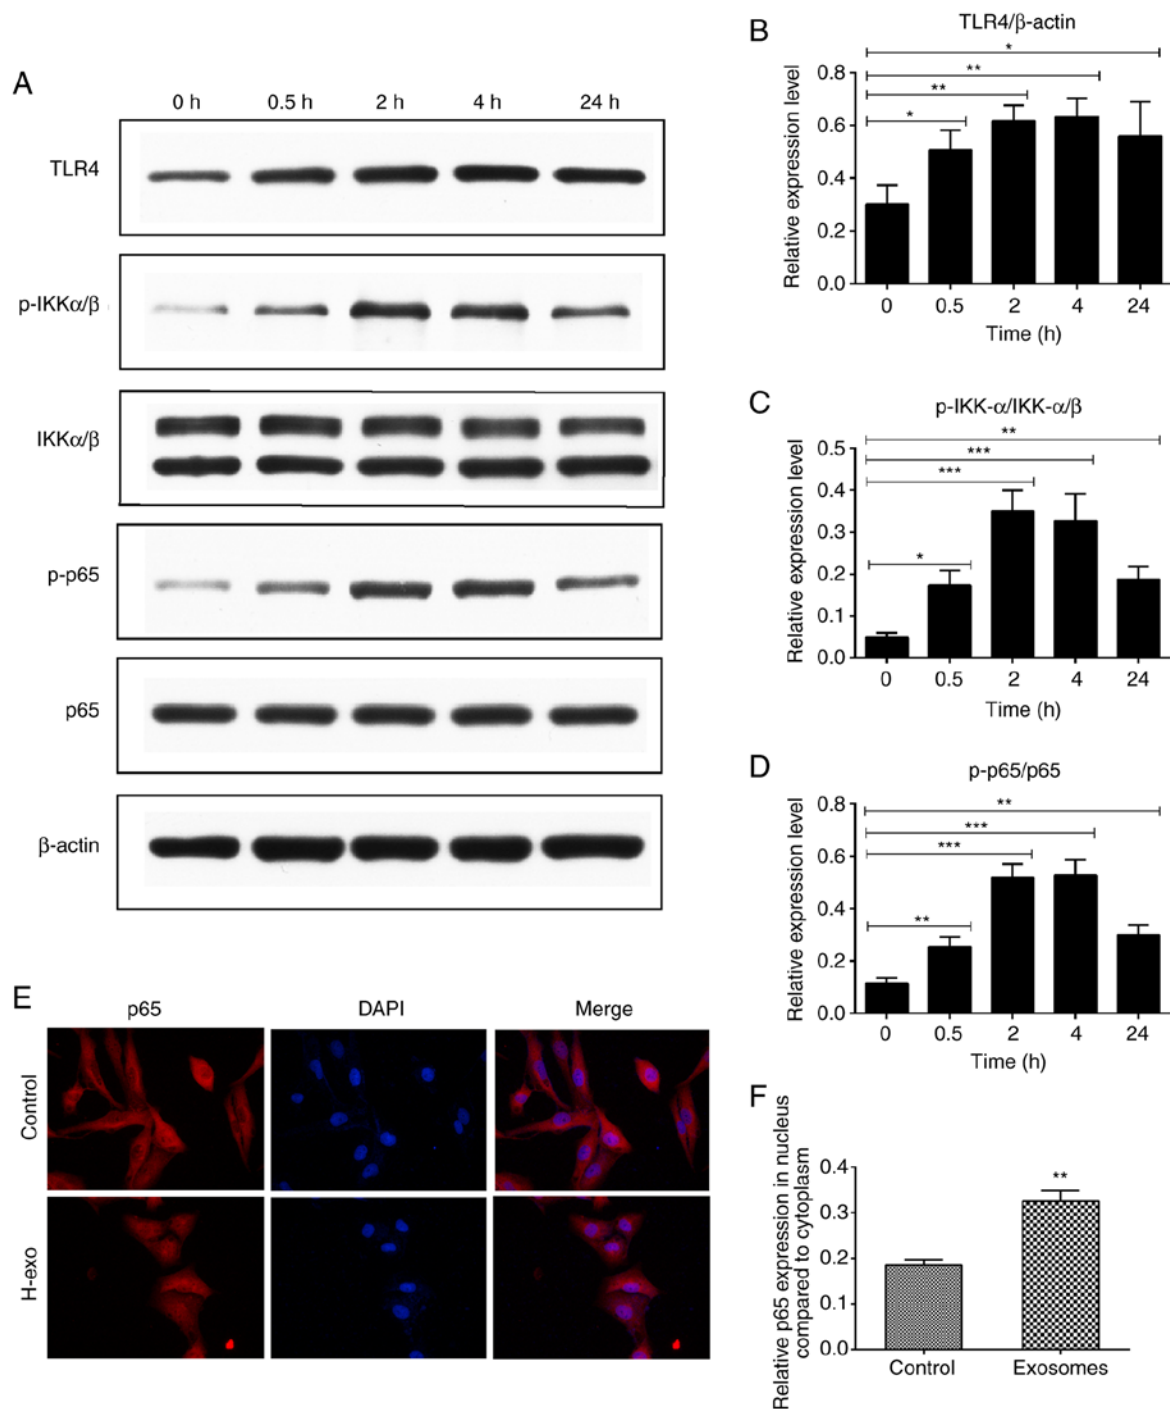 A
0 h 0.5 h 2 h 4 h 24 h
TLR4
p-IKKα/β
IKKα/β
p-p65
p65
β-actin
B
TLR4/β-actin
Relative expression level
*
**
**
*
0.8
0.6
0.4
0.2
0.0
0 0.5 2 4 24
Time (h)
C
p-IKK-α/IKK-α/β
Relative expression level
**
***
***
*
0.5
0.4
0.3
0.2
0.1
0.0
0 0.5 2 4 24
Time (h)
D
p-p65/p65
Relative expression level
**
***
***
**
0.8
0.6
0.4
0.2
0.0
0 0.5 2 4 24
Time (h)
E
p65 DAPI Merge
Control
H-exo
F
Relative p65 expression in nucleus
compared to cytoplasm
**
0.4
0.3
0.2
0.1
0.0
Control Exosomes